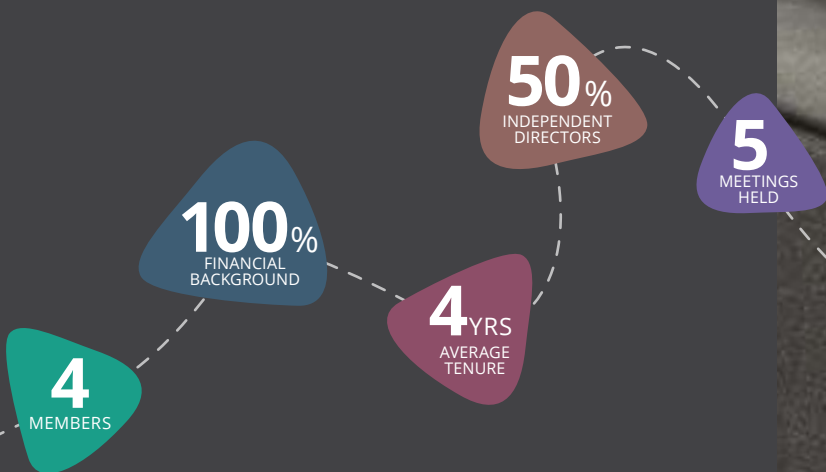 4
MEMBERS
100%
FINANCIAL
BACKGROUND
4YRS
AVERAGE
TENURE
50%
INDEPENDENT
DIRECTORS
5
MEETINGS
HELD